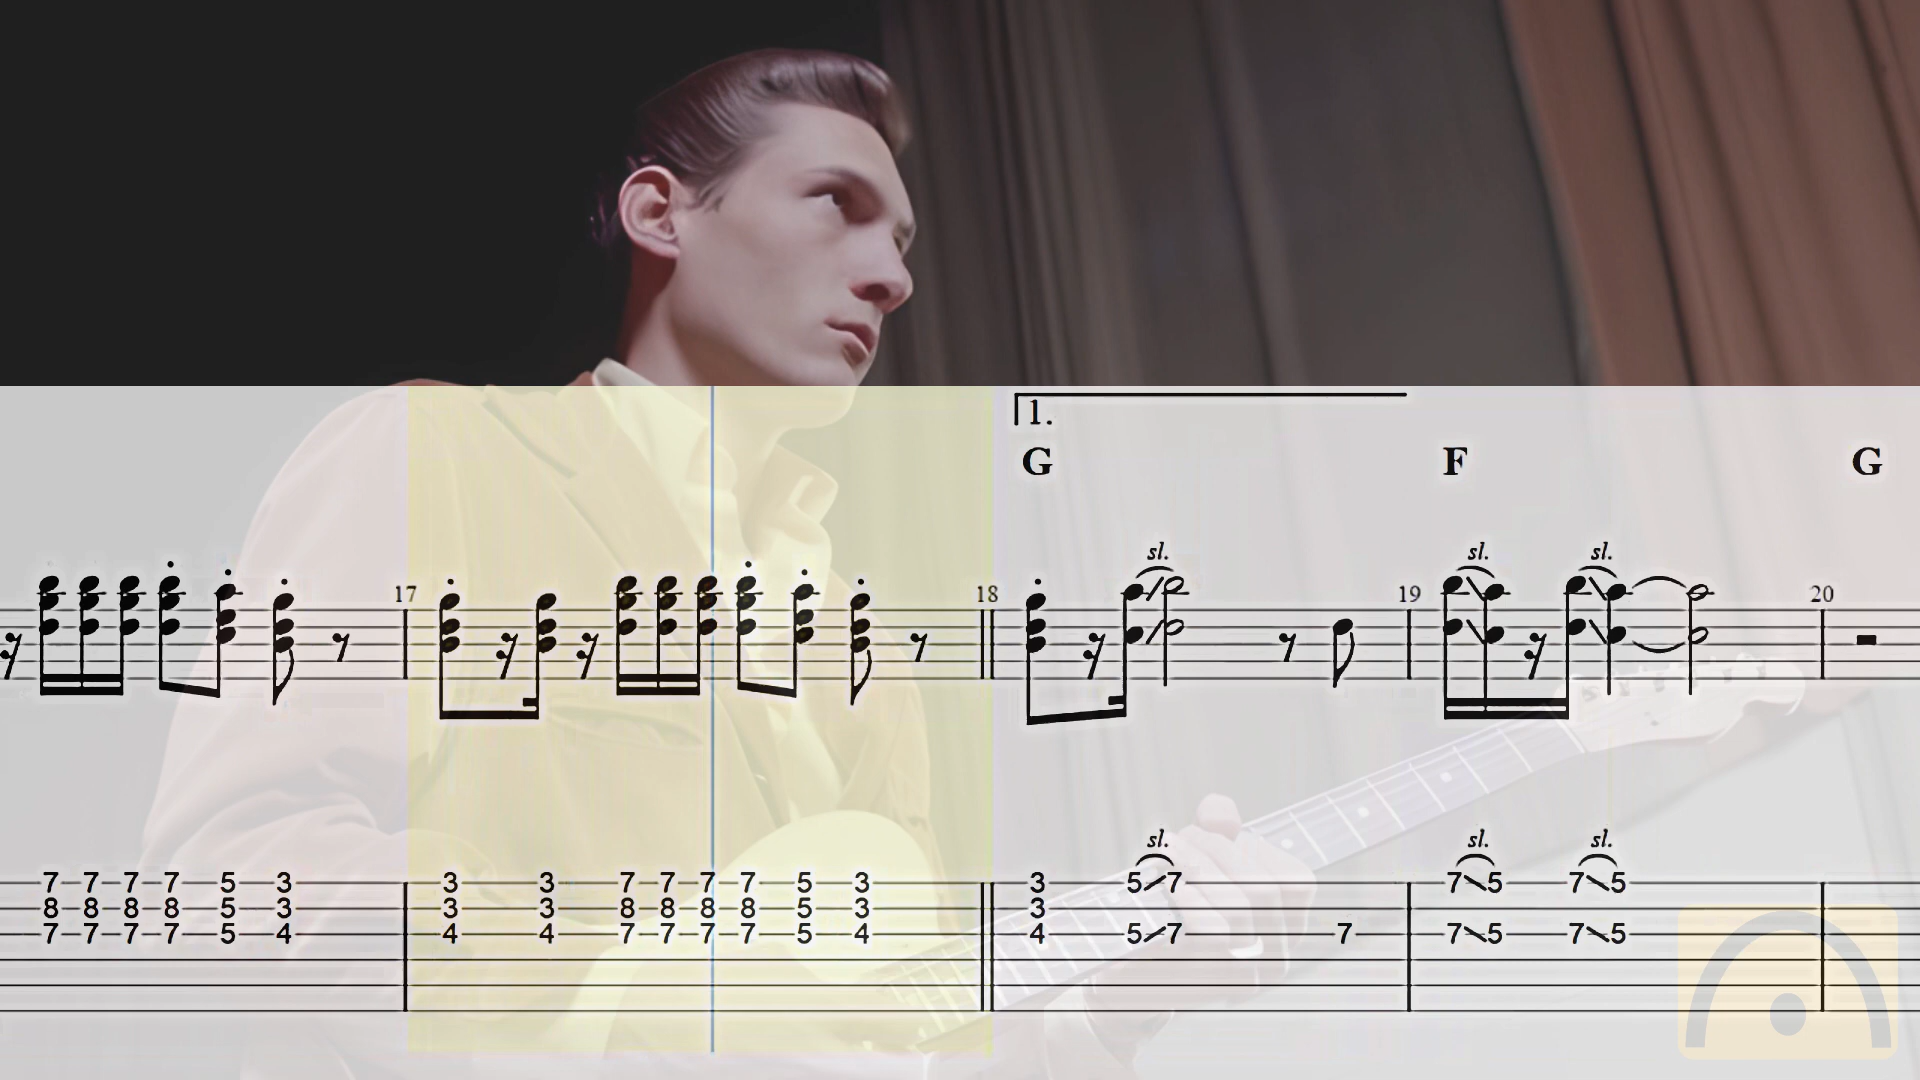 1.
G F G
sl. sl. sl.
17 18 19 20
sl. sl. sl.
7 7 7 7 5 3 3 3 7 7 7 7 5 3 3 5 7 7 5 7 5
8 8 8 8 5 3 3 3 8 8 8 8 5 3 3
7 7 7 7 5 4 4 4 7 7 7 7 5 4 4 5 7 7 7 5 7 5